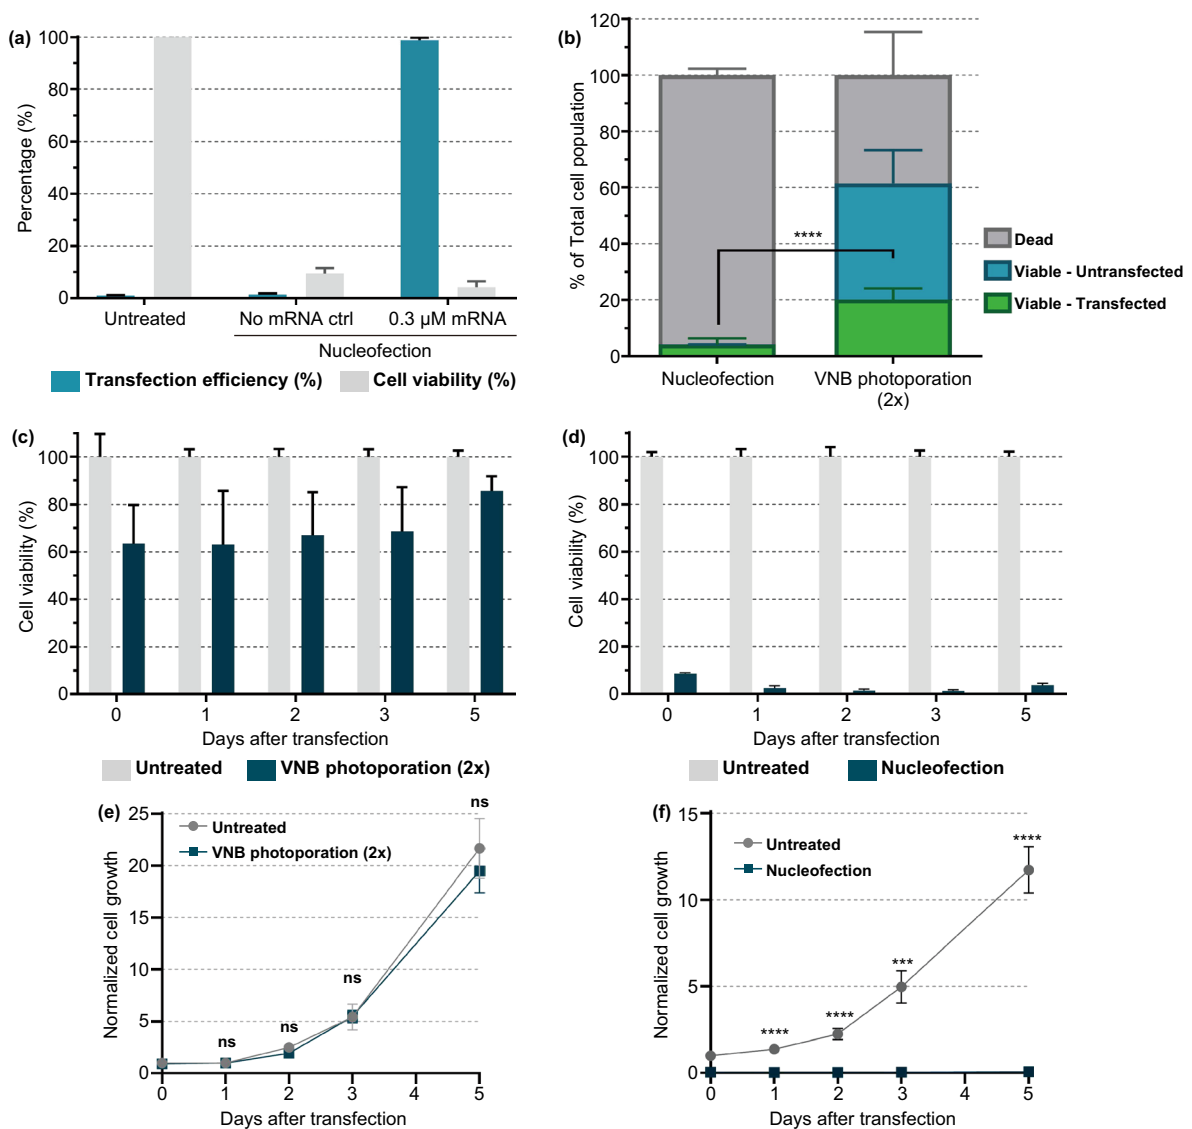 (a)
Percentage (%)
100
80
60
40
20
0
Untreated
No mRNA ctrl
0.3 µM mRNA
Nucleofection
Transfection efficiency (%)
Cell viability (%)
(b)
% of Total cell population
120
100
80
60
40
20
0
****
Nucleofection
VNB photoporation
(2x)
Dead
Viable - Untransfected
Viable - Transfected
(c)
Cell viability (%)
100
80
60
40
20
0
0 1 2 3 5
Days after transfection
Untreated
VNB photoporation (2x)
(d)
Cell viability (%)
100
80
60
40
20
0
0 1 2 3 5
Days after transfection
Untreated
Nucleofection
(e)
Normalized cell growth
25
20
15
10
5
0
Untreated
VNB photoporation (2x)
ns
ns
ns
ns
0 1 2 3 4 5
Days after transfection
(f)
Normalized cell growth
15
10
5
0
Untreated
Nucleofection
****
****
***
****
0 1 2 3 4 5
Days after transfection